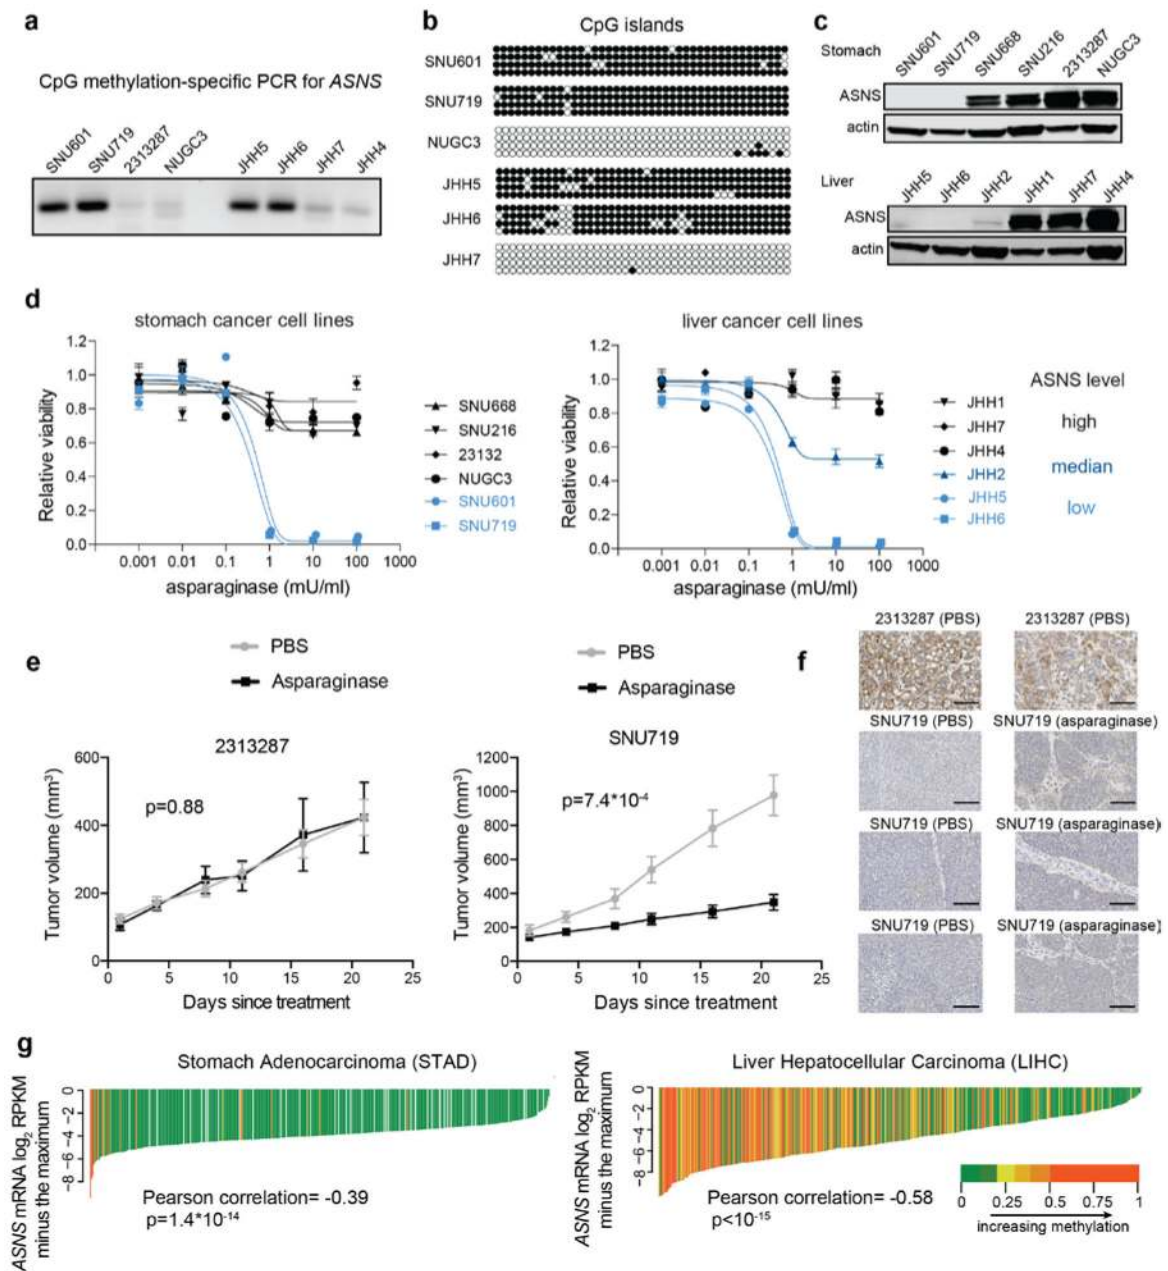 a
CpG methylation-specific PCR for ASNS
SNU601 SNU719 2313287 NUGC3 JHH5 JHH6 JHH7 JHH4
b
CpG islands
SNU601
SNU719
NUGC3
JHH5
JHH6
JHH7
c
SNU601 SNU719 SNU668 SNU216 2313287 NUGC3
Stomach
ASNS
actin
Liver
JHH5 JHH6 JHH2 JHH1 JHH7 JHH4
ASNS
actin
d
stomach cancer cell lines
Relative viability
1.2
1.0
0.8
0.6
0.4
0.2
0.0
0.001 0.01 0.1 1 10 100 1000
asparaginase (mU/ml)
SNU668
SNU216
23132
NUGC3
SNU601
SNU719
liver cancer cell lines
Relative viability
1.2
1.0
0.8
0.6
0.4
0.2
0.0
0.001 0.01 0.1 1 10 100 1000
asparaginase (mU/ml)
JHH1
JHH7
JHH4
JHH2
JHH5
JHH6
ASNS level
high
median
low
e
PBS
Asparaginase
2313287
p=0.88
Tumor volume (mm³)
600
400
200
0
0 5 10 15 20 25
Days since treatment
PBS
Asparaginase
SNU719
p=7.4*10⁻⁴
Tumor volume (mm³)
1200
1000
800
600
400
200
0
0 5 10 15 20 25
Days since treatment
f
2313287 (PBS) 2313287 (PBS)
SNU719 (PBS) SNU719 (asparaginase)
SNU719 (PBS) SNU719 (asparaginase)
SNU719 (PBS) SNU719 (asparaginase)
g
Stomach Adenocarcinoma (STAD)
ASNS mRNA log₂ RPKM
minus the maximum
0
-2
-4
-6
-8
Pearson correlation= -0.39
p=1.4*10⁻¹⁴
Liver Hepatocellular Carcinoma (LIHC)
ASNS mRNA log₂ RPKM
minus the maximum
0
-2
-4
-6
-8
Pearson correlation= -0.58
p<10⁻¹⁵
0 0.25 0.5 0.75 1
increasing methylation